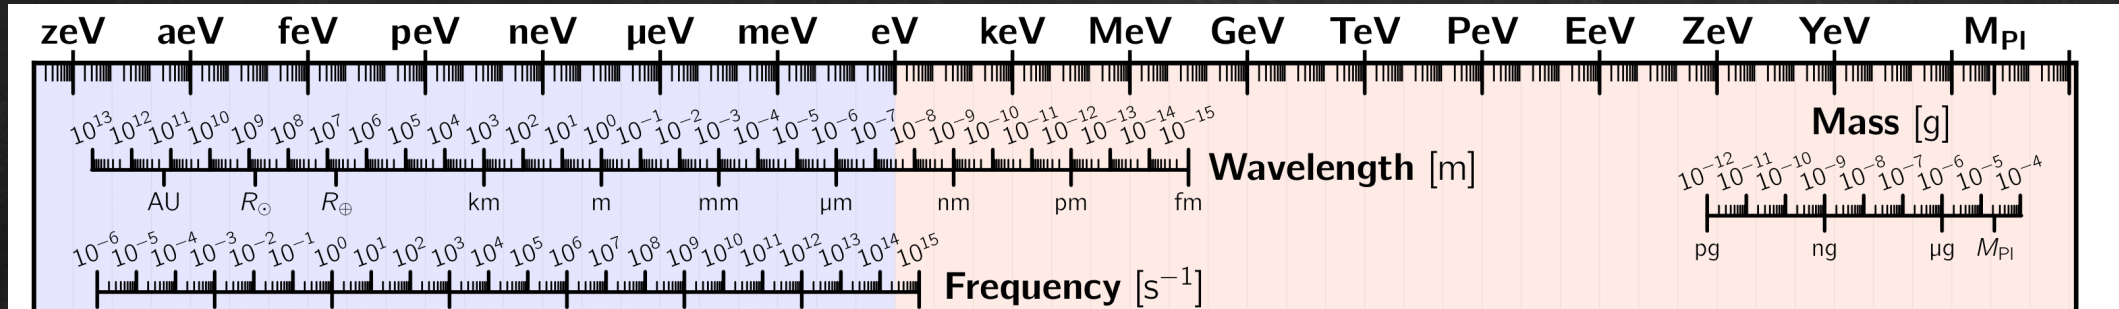 zeV aeV feV peV neV μeV meV eV keV MeV GeV TeV PeV EeV ZeV YeV M_Pl
Mass [g]
10^13 10^12 10^11 10^10 10^9 10^8 10^7 10^6 10^5 10^4 10^3 10^2 10^1 10^0 10^−1 10^−2 10^−3 10^−4 10^−5 10^−6 10^−7 10^−8 10^−9 10^−10 10^−11 10^−12 10^−13 10^−14 10^−15
Wavelength [m]
10^−12 10^−11 10^−10 10^−9 10^−8 10^−7 10^−6 10^−5 10^−4
AU R_☉ R_⊕ km m mm μm nm pm fm
pg ng μg M_Pl
10^−6 10^−5 10^−4 10^−3 10^−2 10^−1 10^0 10^1 10^2 10^3 10^4 10^5 10^6 10^7 10^8 10^9 10^10 10^11 10^12 10^13 10^14 10^15
Frequency [s^−1]